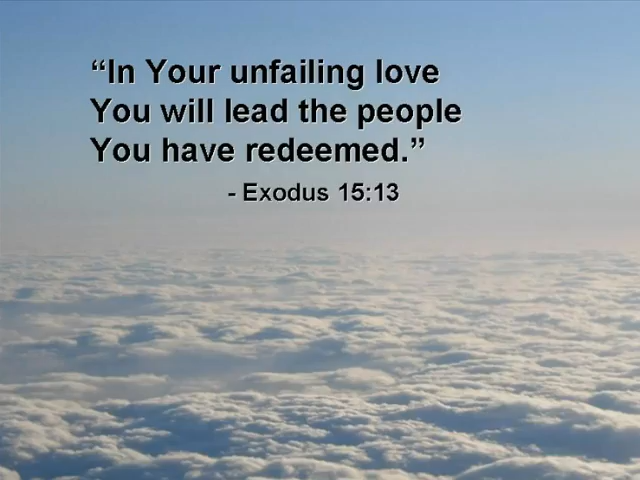 “In Your unfailing love
You will lead the people
You have redeemed.”
- Exodus 15:13